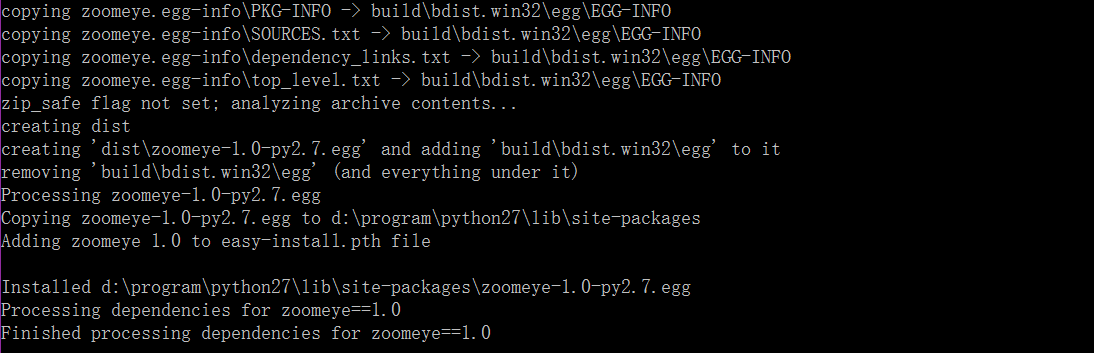 copying zoomeye.egg-info\PKG-INFO -> build\bdist.win32\egg\EGG-INFO
copying zoomeye.egg-info\SOURCES.txt -> build\bdist.win32\egg\EGG-INFO
copying zoomeye.egg-info\dependency_links.txt -> build\bdist.win32\egg\EGG-INFO
copying zoomeye.egg-info\top_level.txt -> build\bdist.win32\egg\EGG-INFO
zip_safe flag not set; analyzing archive contents...
creating dist
creating 'dist\zoomeye-1.0-py2.7.egg' and adding 'build\bdist.win32\egg' to it
removing 'build\bdist.win32\egg' (and everything under it)
Processing zoomeye-1.0-py2.7.egg
Copying zoomeye-1.0-py2.7.egg to d:\program\python27\lib\site-packages
Adding zoomeye 1.0 to easy-install.pth file
Installed d:\program\python27\lib\site-packages\zoomeye-1.0-py2.7.egg
Processing dependencies for zoomeye==1.0
Finished processing dependencies for zoomeye==1.0